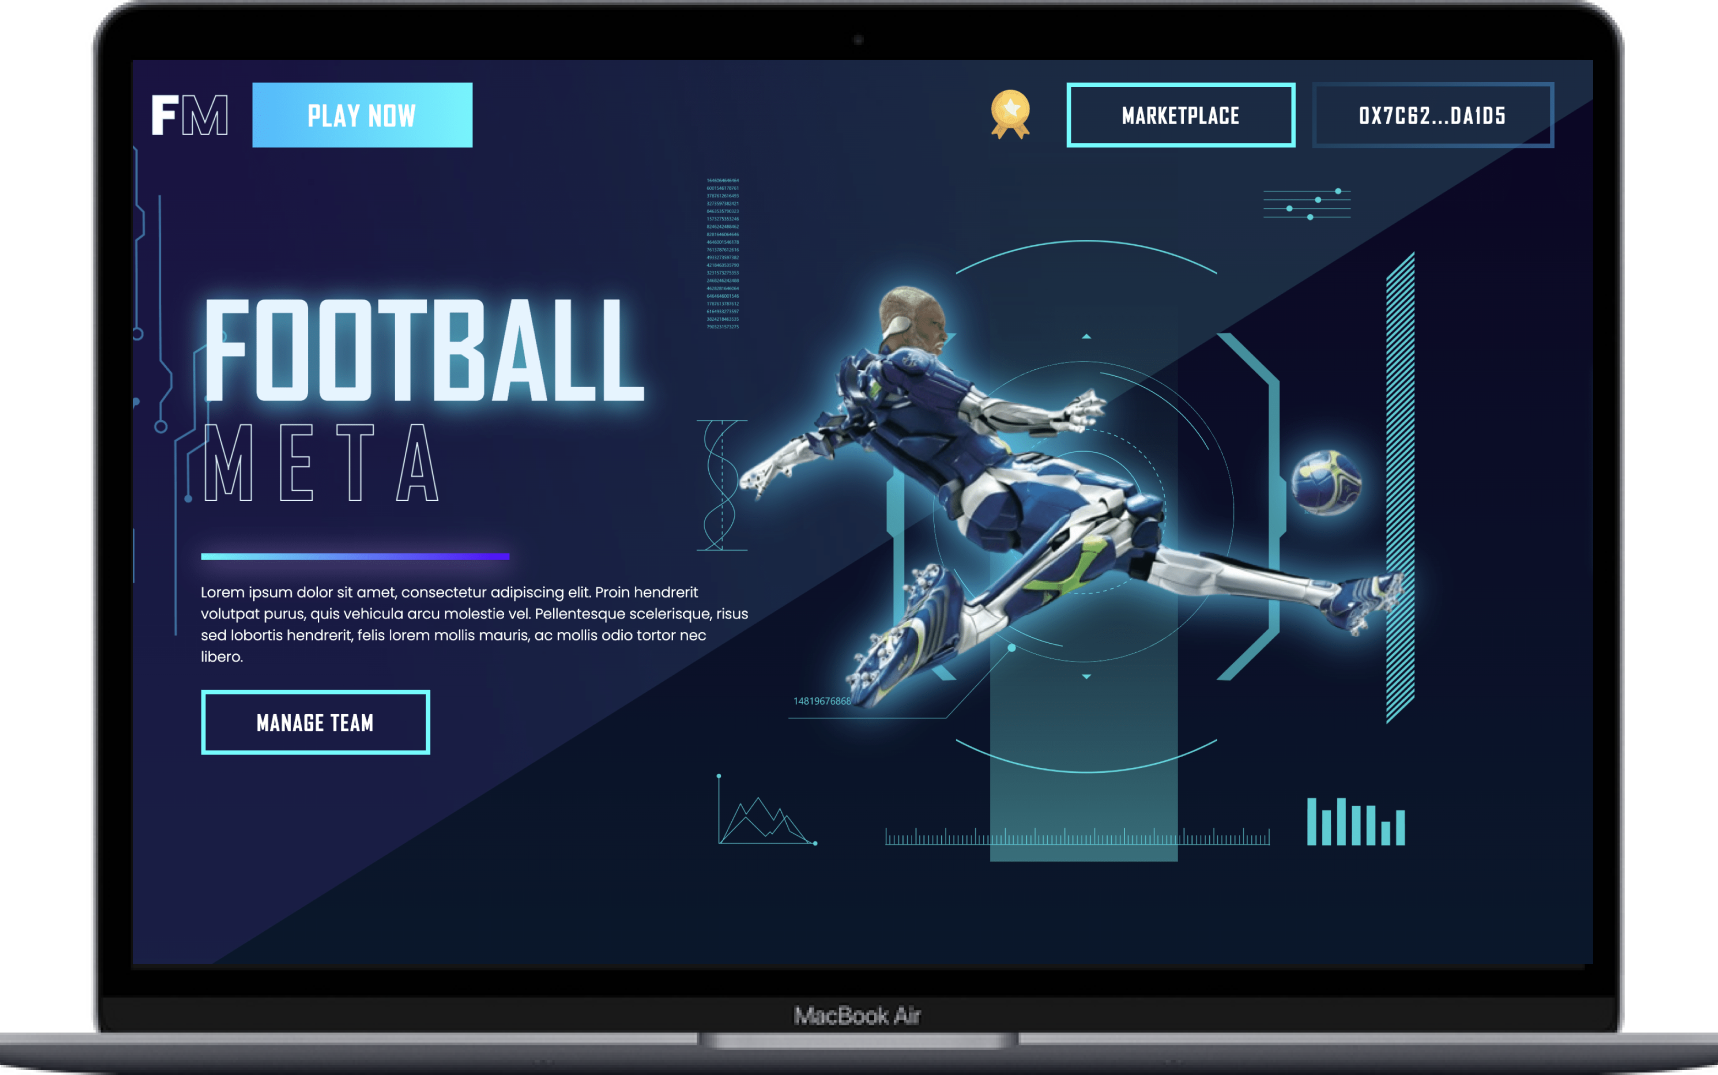 FM
PLAY NOW
MARKETPLACE
0X7C62...DA1D5
FOOTBALL
META
Lorem ipsum dolor sit amet, consectetur adipiscing elit. Proin hendrerit
volutpat purus, quis vehicula arcu molestie vel. Pellentesque scelerisque, risus
sed lobortis hendrerit, felis lorem mollis mauris, ac mollis odio tortor nec
libero.
MANAGE TEAM
14819676868
MacBook Air